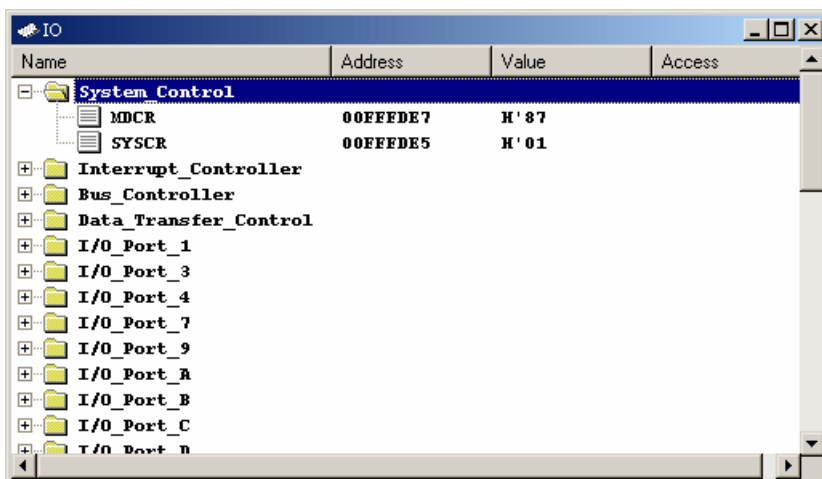 IO
Name Address Value Access
System_Control
MDCR 00FFFDE7 H'87
SYSCR 00FFFDE5 H'01
Interrupt_Controller
Bus_Controller
Data_Transfer_Control
I/O_Port_1
I/O_Port_3
I/O_Port_4
I/O_Port_7
I/O_Port_9
I/O_Port_A
I/O_Port_B
I/O_Port_C
I/O_Port_D